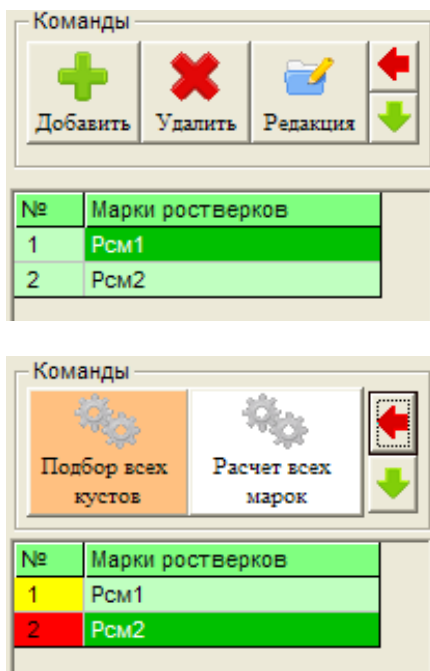 Команды
Добавить Удалить Редакция
№ Марки ростверков
1 Рсм1
2 Рсм2
Команды
Подбор всех Расчет всех
кустов марок
№ Марки ростверков
1 Рсм1
2 Рсм2